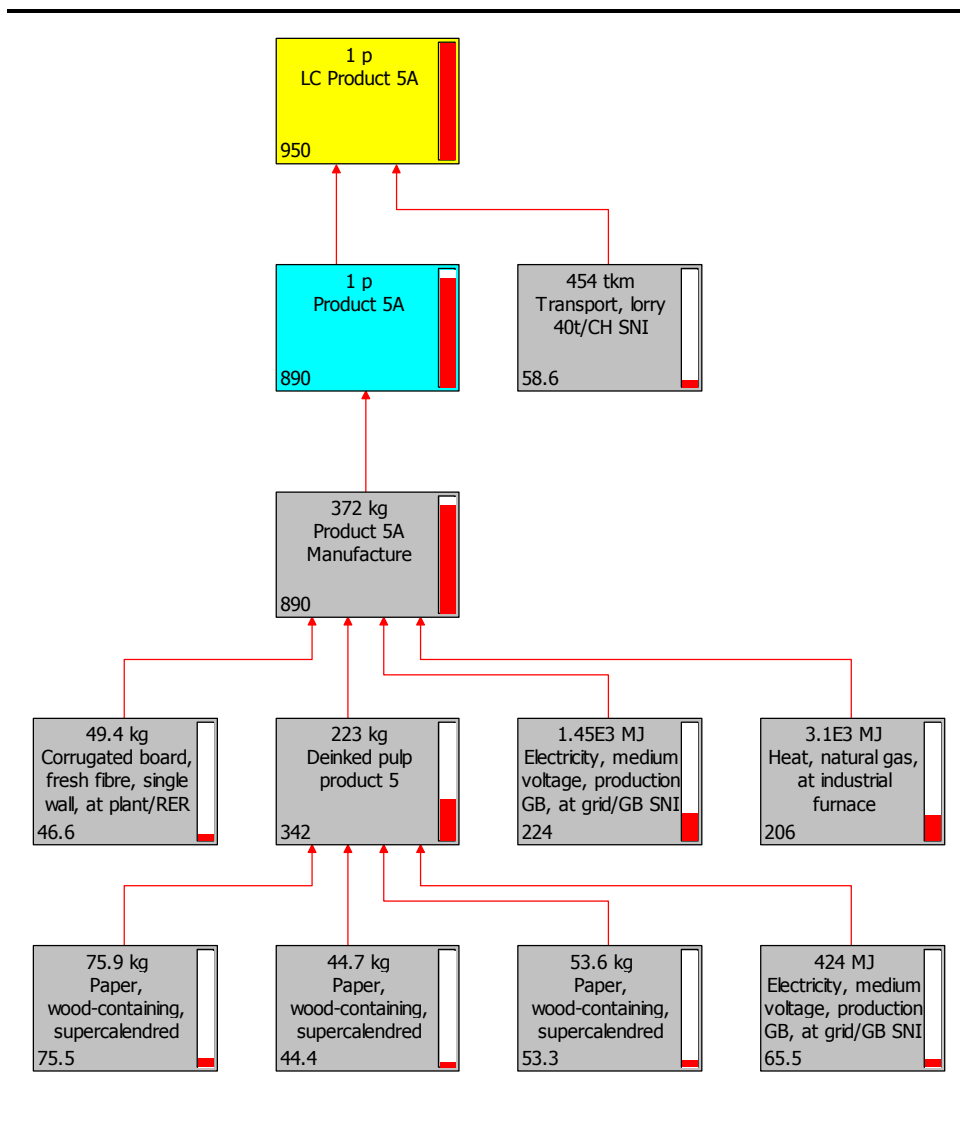 1 p
LC Product 5A
950
1 p
Product 5A
890
454 tkm
Transport, lorry
40t/CH SNI
58.6
372 kg
Product 5A
Manufacture
890
49.4 kg
Corrugated board,
fresh fibre, single
wall, at plant/RER
46.6
223 kg
Deinked pulp
product 5
342
1.45E3 MJ
Electricity, medium
voltage, production
GB, at grid/GB SNI
224
3.1E3 MJ
Heat, natural gas,
at industrial
furnace
206
75.9 kg
Paper,
wood-containing,
supercalendred
75.5
44.7 kg
Paper,
wood-containing,
supercalendred
44.4
53.6 kg
Paper,
wood-containing,
supercalendred
53.3
424 MJ
Electricity, medium
voltage, production
GB, at grid/GB SNI
65.5